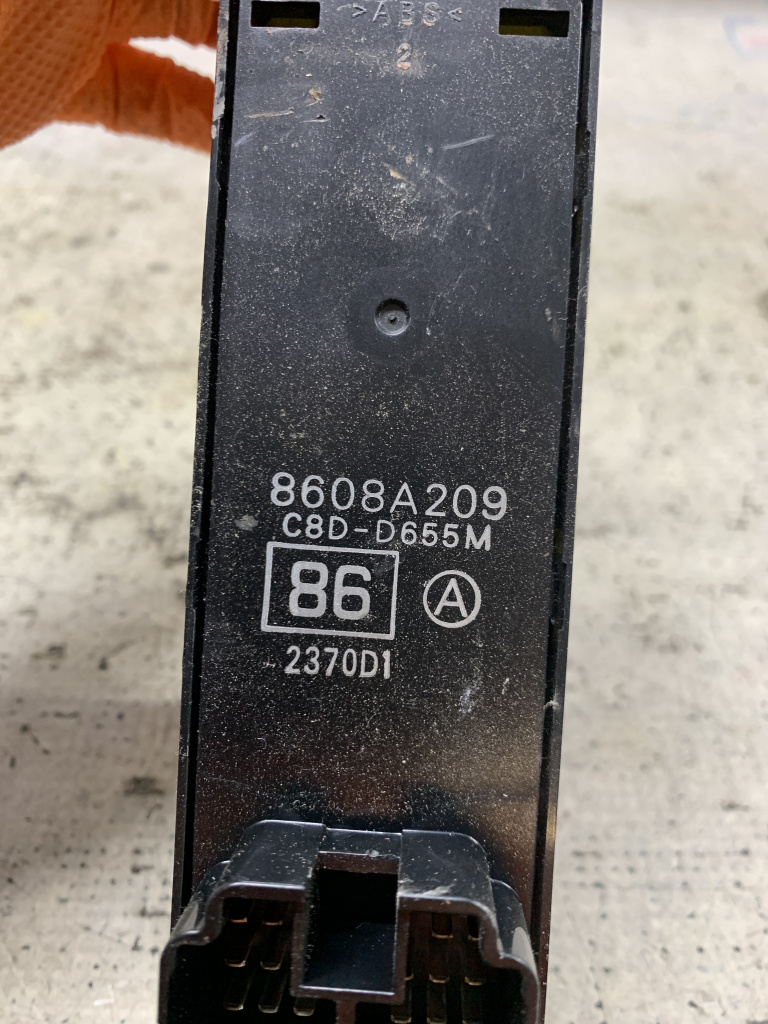 >ABS<
2
8608A209
C8D-D655M
86 A
2370D1